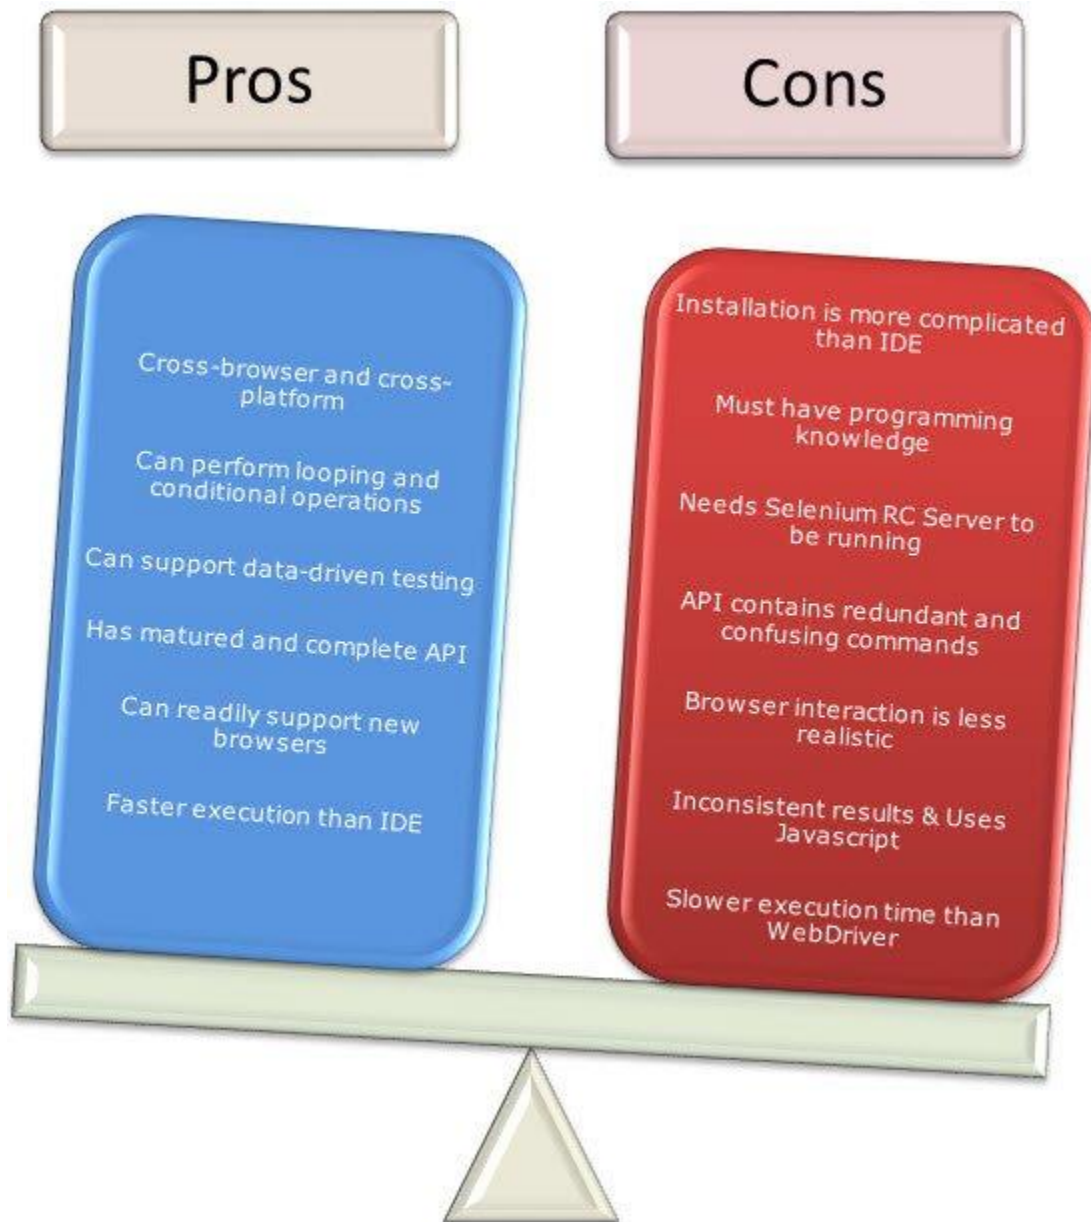 Pros
Cross-browser and cross-
platform
Can perform looping and
conditional operations
Can support data-driven testing
Has matured and complete API
Can readily support new
browsers
Faster execution than IDE
Cons
Installation is more complicated
than IDE
Must have programming
knowledge
Needs Selenium RC Server to
be running
API contains redundant and
confusing commands
Browser interaction is less
realistic
Inconsistent results & Uses
Javascript
Slower execution time than
WebDriver